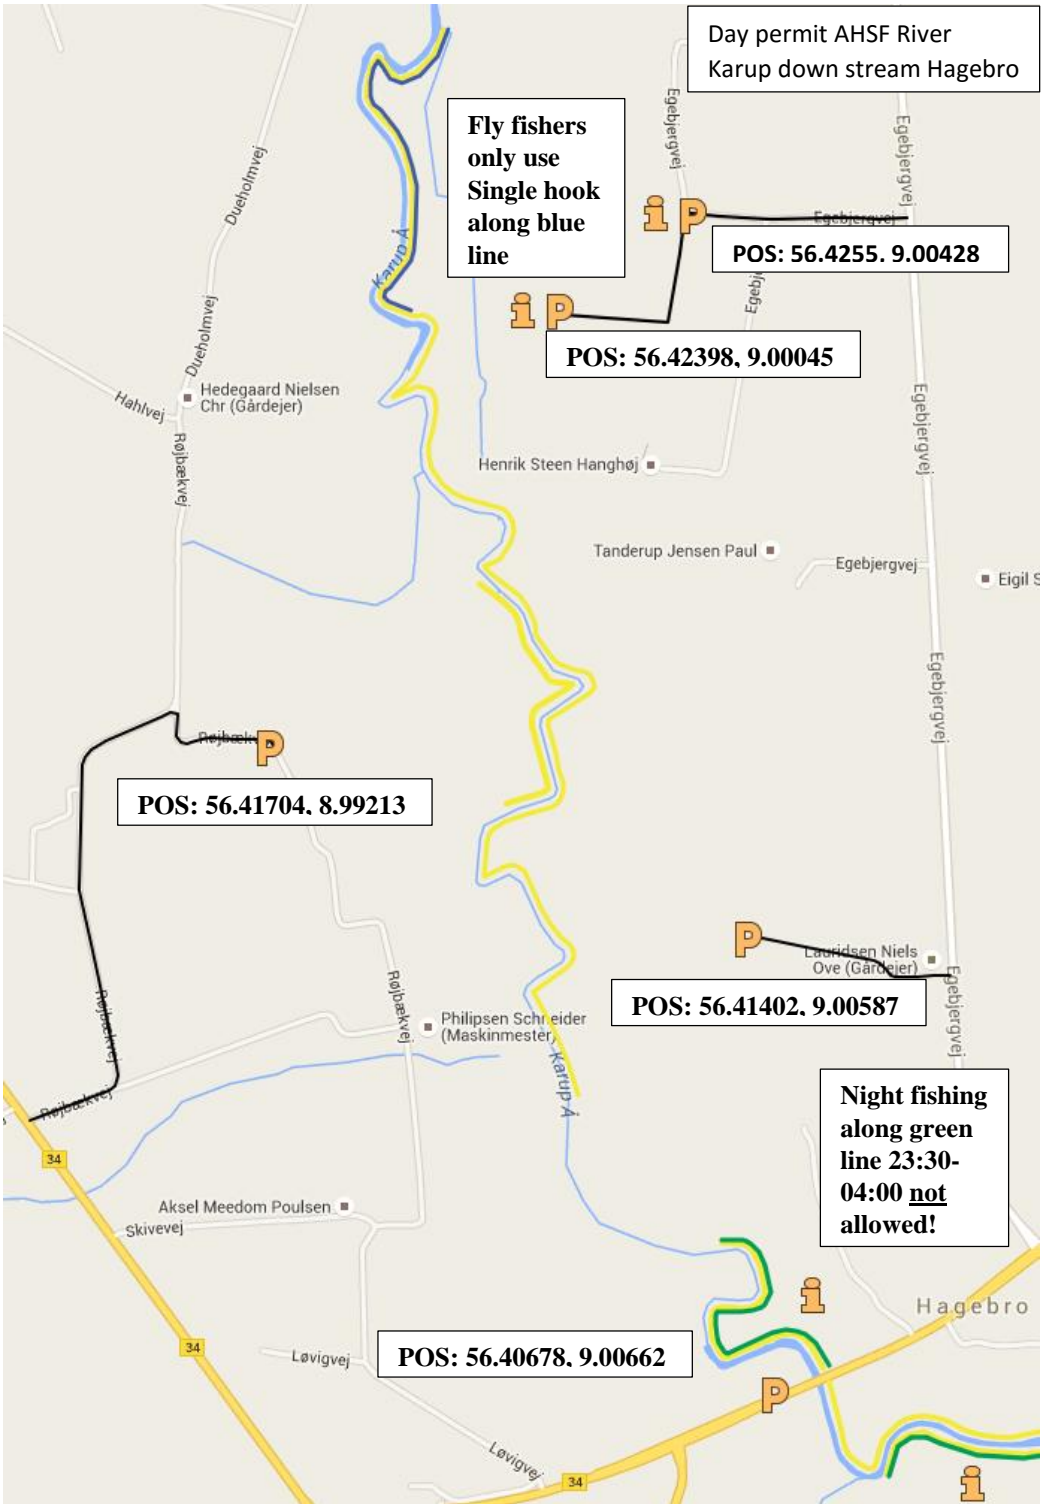 Day permit AHSF River
Karup down stream Hagebro
Fly fishers
only use
Single hook
along blue
line
Egebjergvej
Egebjergvej
Dueholmvej
i P
Egebjergvej
POS: 56.4255. 9.00428
Karup Å
i P
POS: 56.42398, 9.00045
Dueholmvej
Hedegaard Nielsen
Chr (Gårdejer)
Hahlvej
Egebjergvej
Røjbækvej
Henrik Steen Hanghøj
Tanderup Jensen Paul
Egebjergvej
Eigil S
Egebjergvej
P
POS: 56.41704, 8.99213
P
Lauridsen Niels
Ove (Gårdejer)
Egebjergvej
POS: 56.41402, 9.00587
Røjbækvej
Røjbækvej
Philipsen Schneider
(Maskinmester)
Karup Å
Røjbækvej
Night fishing
along green
line 23:30-
04:00 not
allowed!
34
Aksel Meedom Poulsen
Skivevej
i
Hagebro
34
Løvigvej
POS: 56.40678, 9.00662
P
Løvigvej
34
i